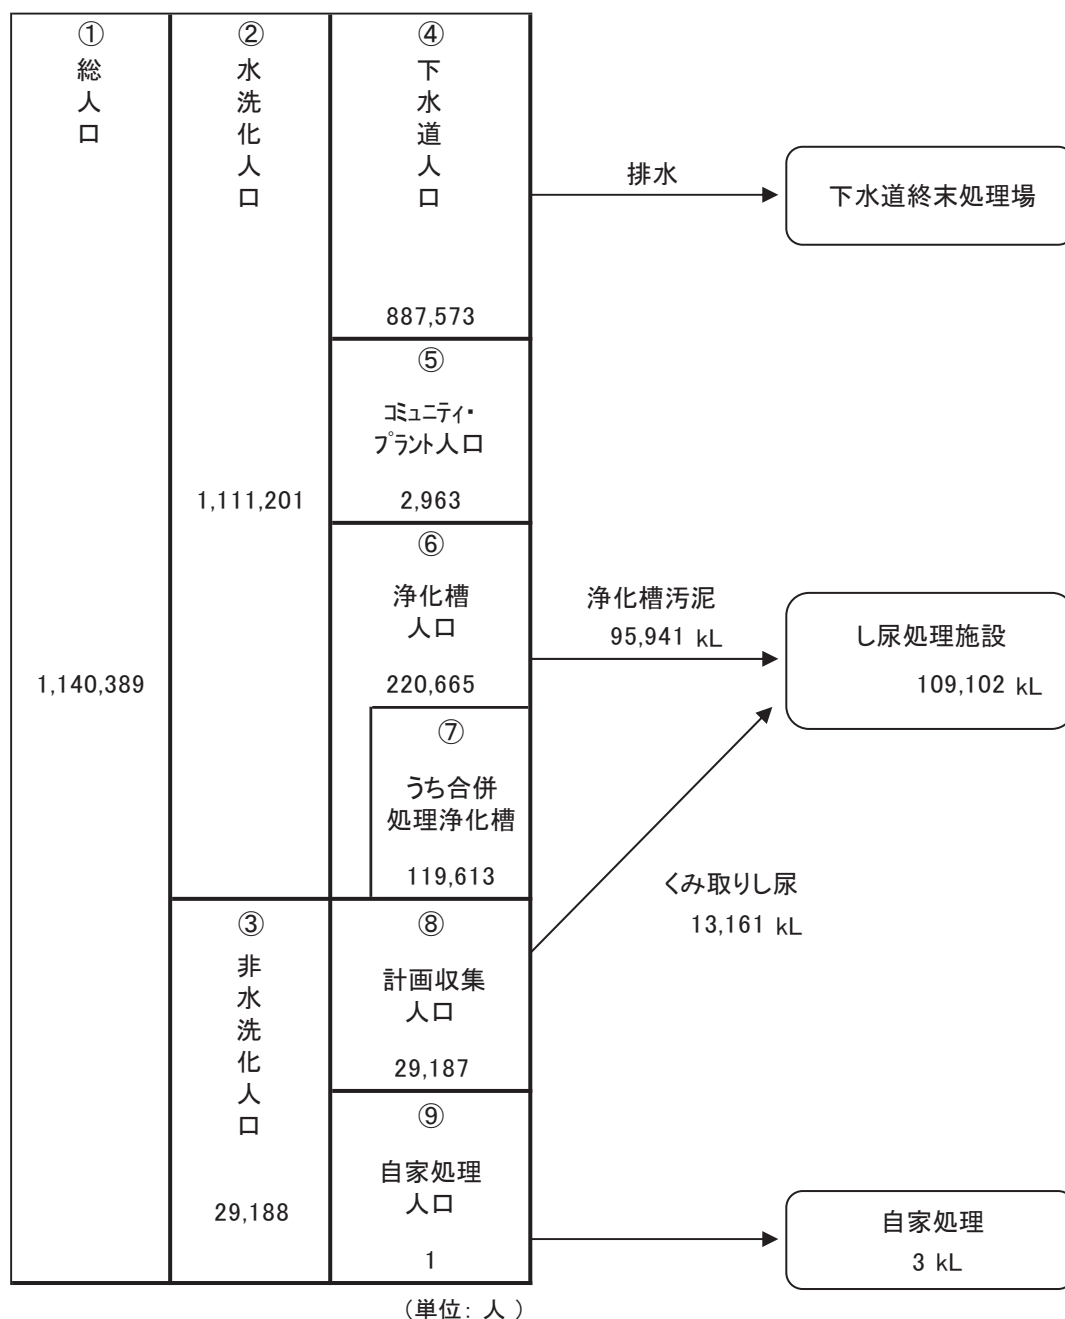 ①
総人口
1,140,389
②
水洗化人口
1,111,201
③
非水洗化人口
29,188
④
下水道人口
887,573
⑤
コミュニティ・
プラント人口
2,963
⑥
浄化槽
人口
220,665
⑦
うち合併
処理浄化槽
119,613
⑧
計画収集
人口
29,187
⑨
自家処理
人口
1
(単位：人)
排水
下水道終末処理場
浄化槽汚泥
95,941 kL
し尿処理施設
109,102 kL
くみ取りし尿
13,161 kL
自家処理
3 kL